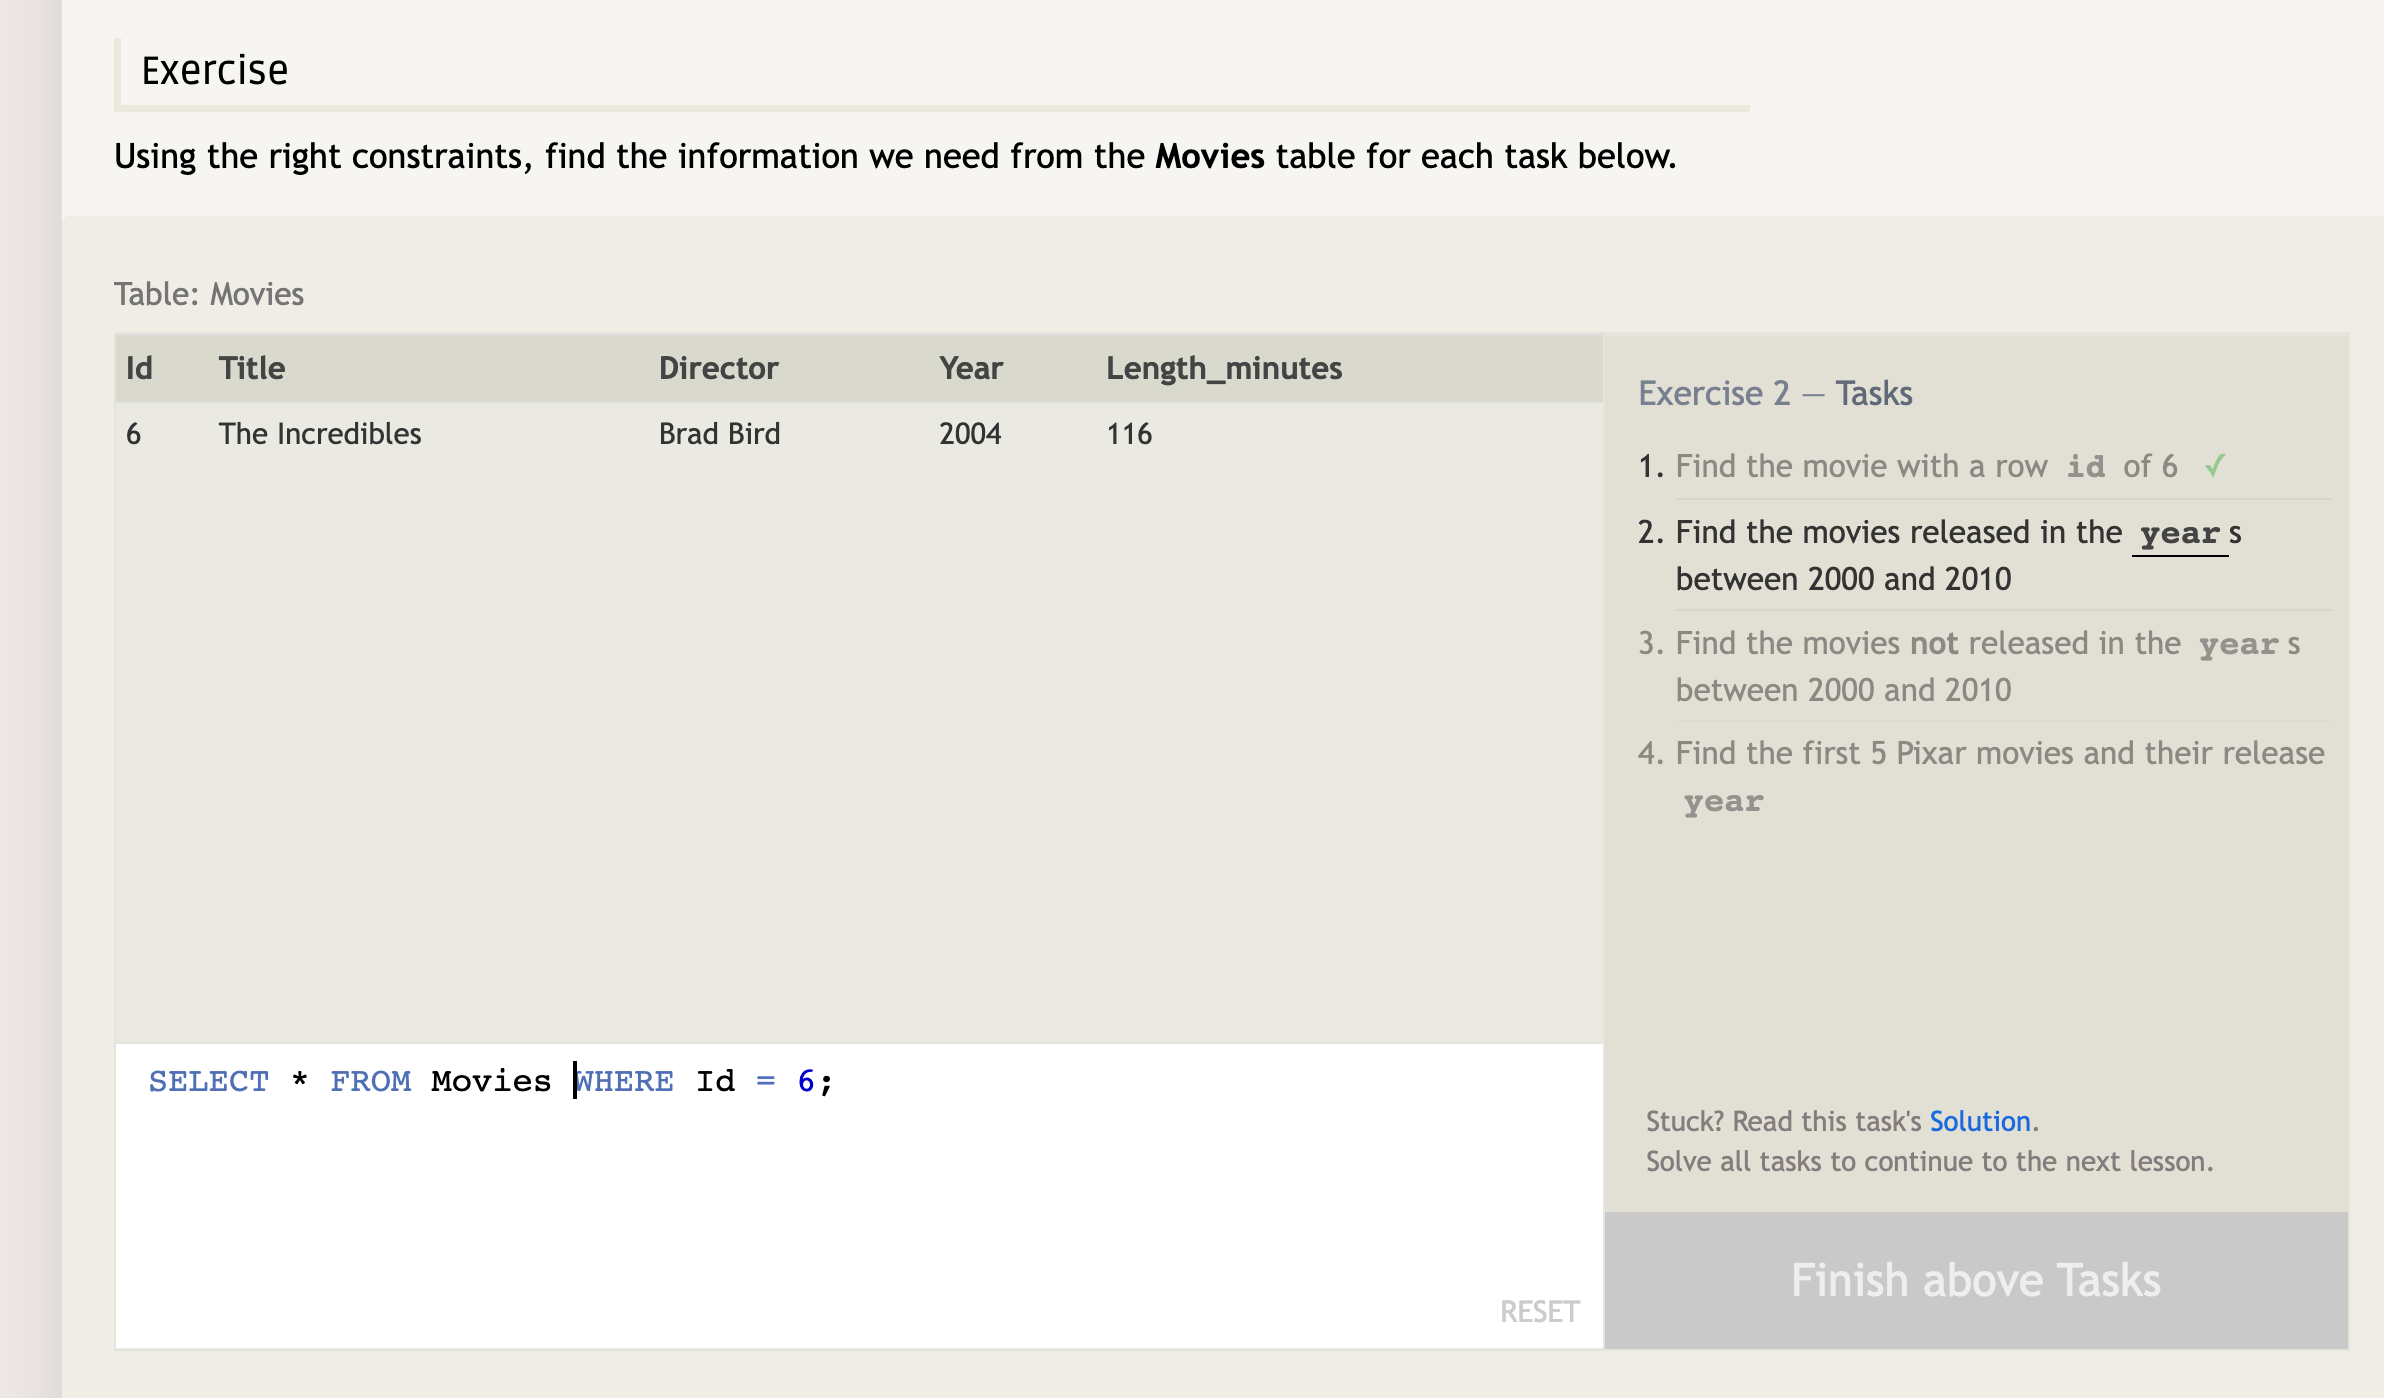 Exercise
Using the right constraints, find the information we need from the Movies table for each task below.
Table: Movies
Id Title Director Year Length_minutes
6 The Incredibles Brad Bird 2004 116
Exercise 2 — Tasks
1. Find the movie with a row id of 6 ✓
2. Find the movies released in the years
between 2000 and 2010
3. Find the movies not released in the years
between 2000 and 2010
4. Find the first 5 Pixar movies and their release
year
SELECT * FROM Movies WHERE Id = 6;
RESET
Stuck? Read this task's Solution.
Solve all tasks to continue to the next lesson.
Finish above Tasks